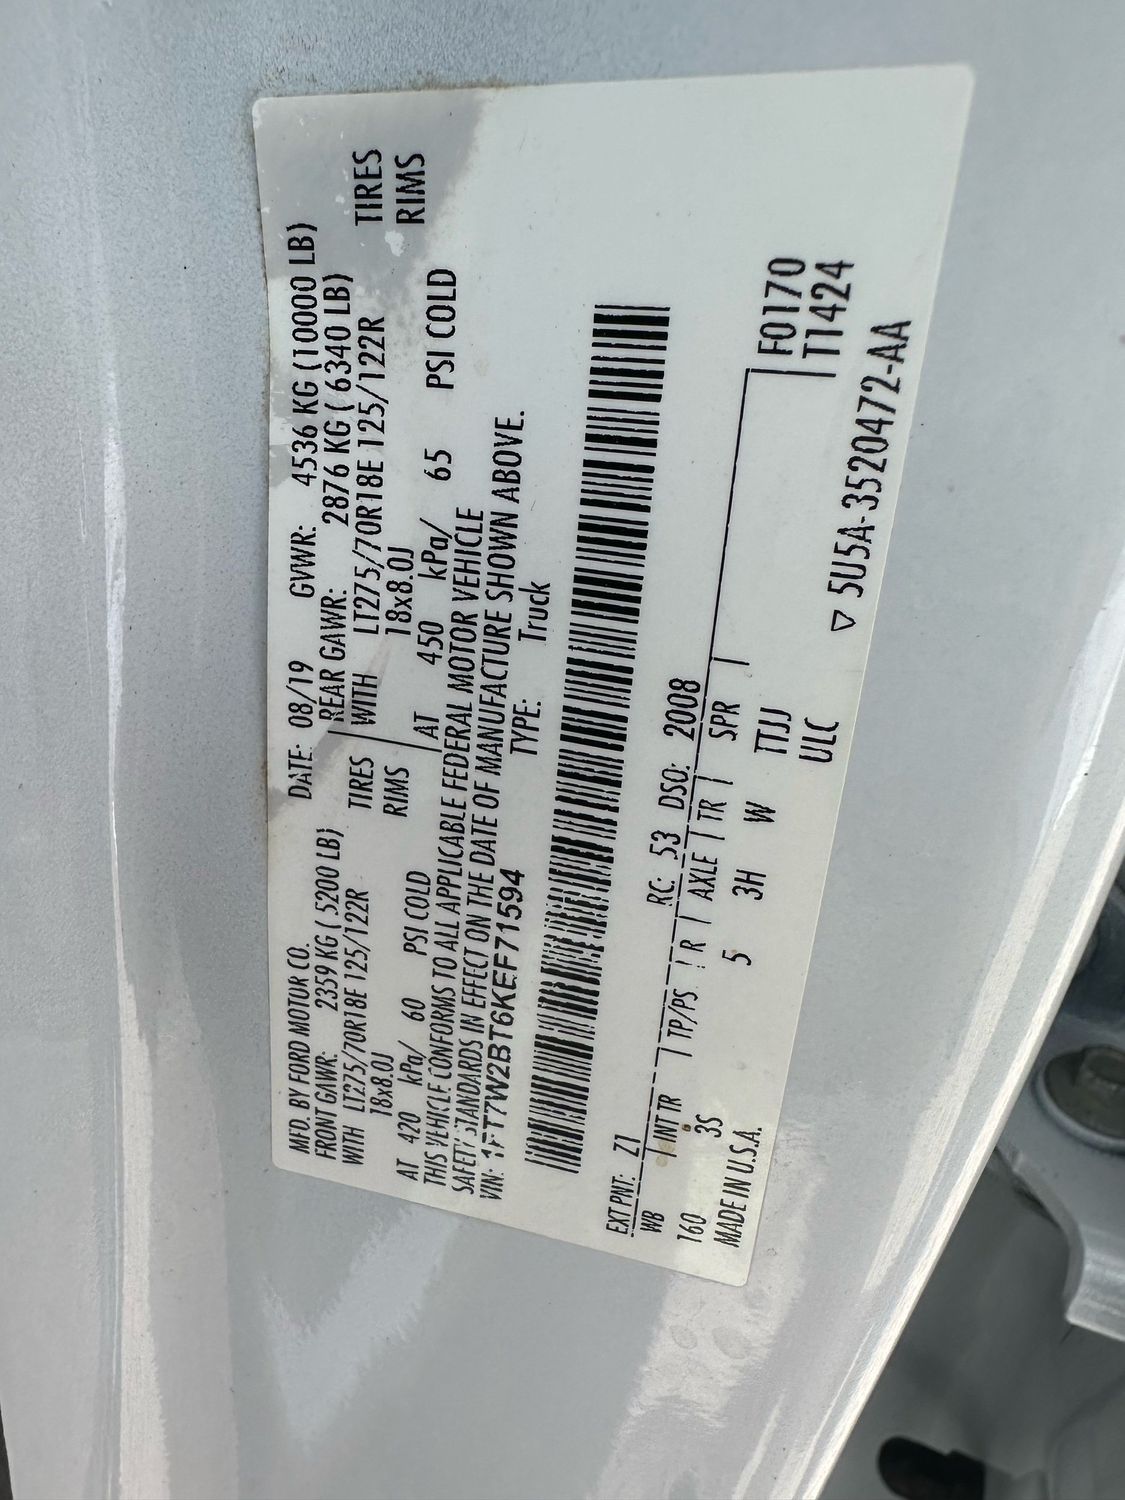 MFD. BY FORD MOTOR CO.
DATE: 08/19 GVWR: 4536 KG (10000 LB)
FRONT GAWR: 2359 KG ( 5200 LB) REAR GAWR: 2876 KG ( 6340 LB)
WITH LT275/70R18E 125/122R TIRES WITH LT275/70R18E 125/122R TIRES
18x8.0J RIMS 18x8.0J RIMS
AT 420 kPa/ 60 PSI COLD AT 450 kPa/ 65 PSI COLD
THIS VEHICLE CONFORMS TO ALL APPLICABLE FEDERAL MOTOR VEHICLE
SAFETY STANDARDS IN EFFECT ON THE DATE OF MANUFACTURE SHOWN ABOVE.
VIN: 1FT7W2BT6KEF71594 TYPE: Truck
EXT PNT: Z1 RC: 53 DSO: 2008
WB INT TR TP/PS R AXLE TR SPR F0170
160 3S 5 3H W TTJJ T1424
MADE IN U.S.A. ULC ▽ 5U5A-3520472-AA